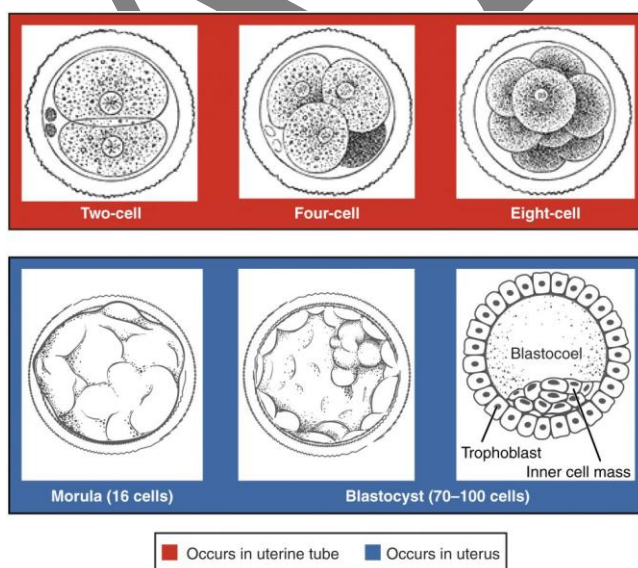 Two-cell
Four-cell
Eight-cell
Blastocoel
Trophoblast
Inner cell mass
Morula (16 cells)
Blastocyst (70–100 cells)
Occurs in uterine tube
Occurs in uterus